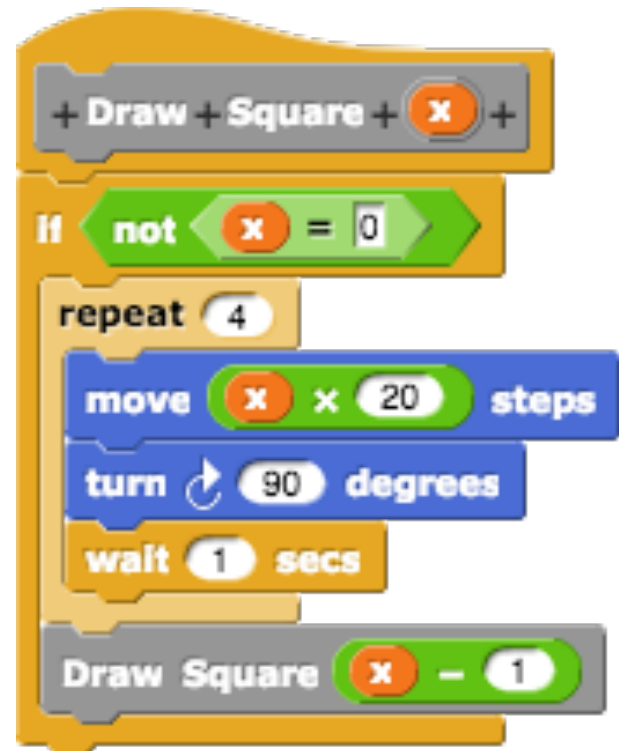 + Draw + Square + x +
if not x = 0
repeat 4
move x × 20 steps
turn ↻ 90 degrees
wait 1 secs
Draw Square x - 1